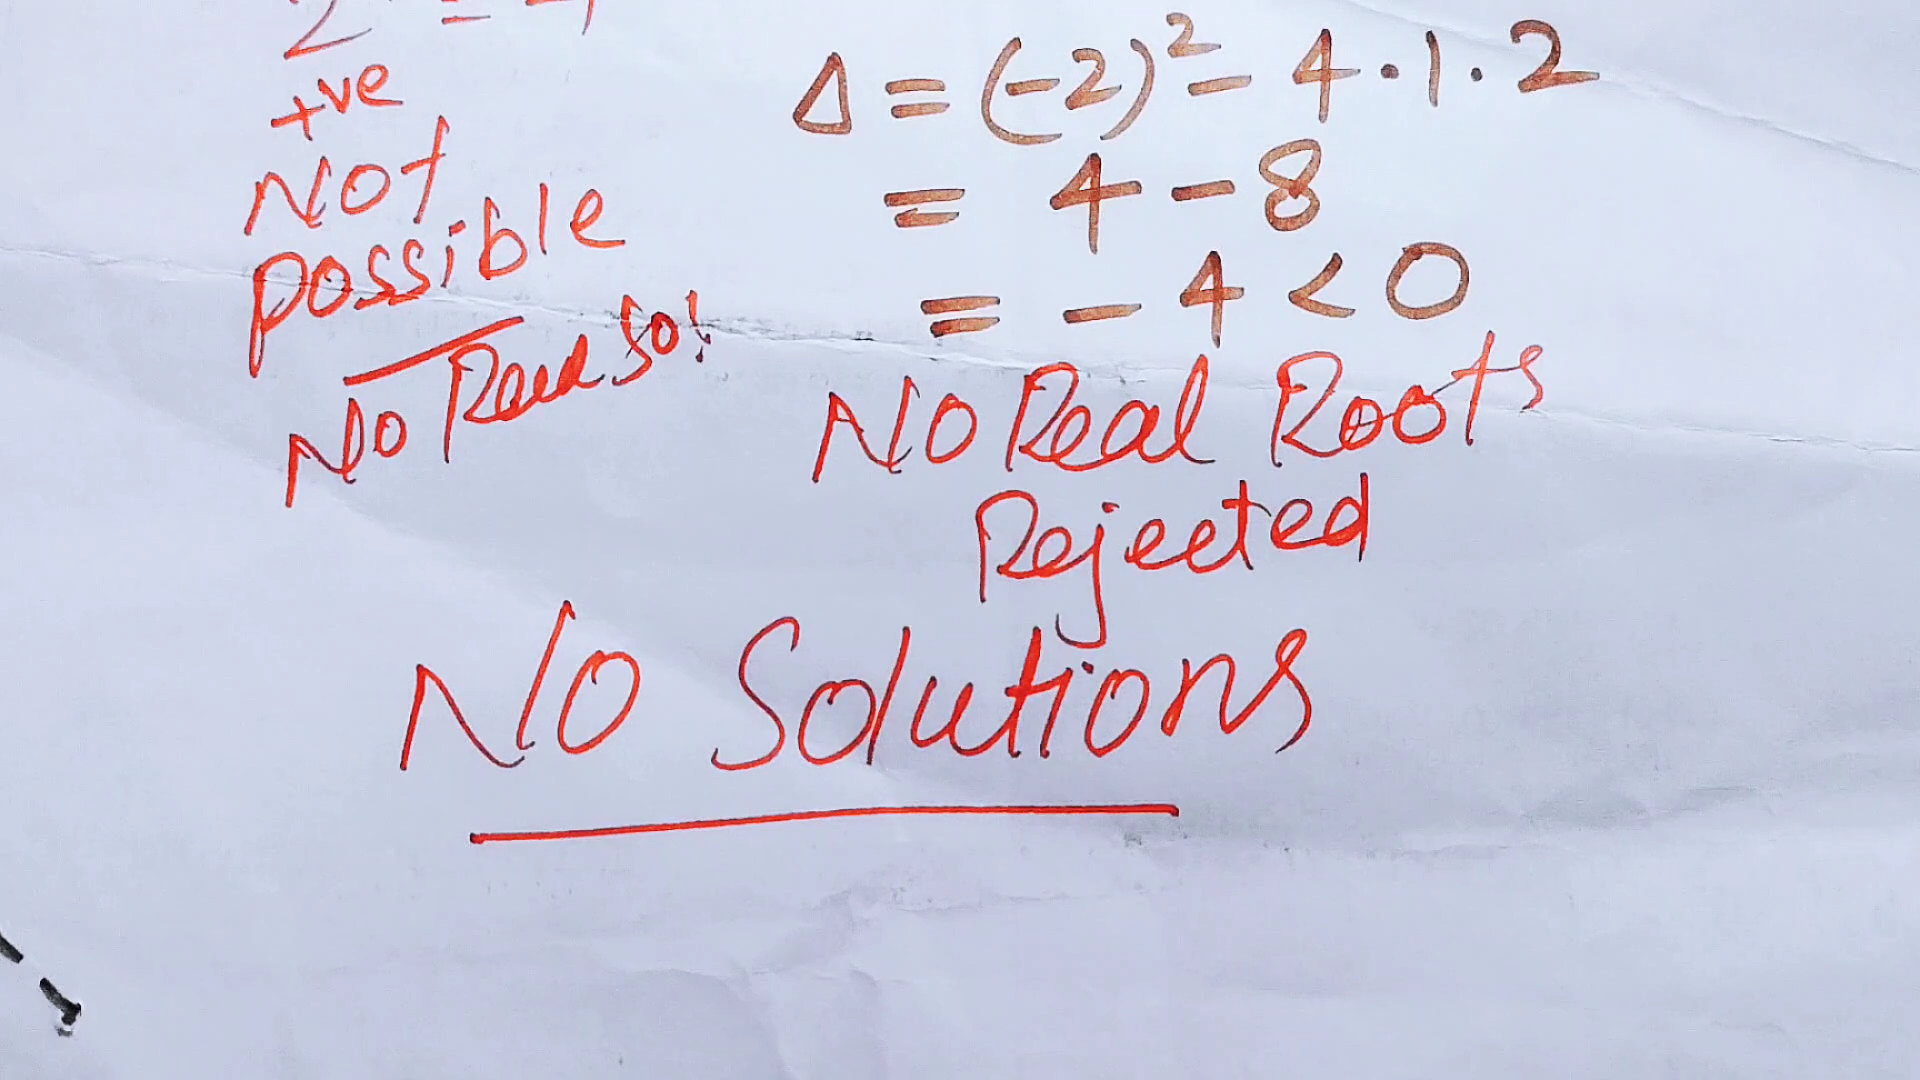 +ve
Not
possible
No Real Sol
Δ = (-2)² - 4·1·2
= 4 - 8
= -4 < 0
No Real Roots
Rejected
No Solutions